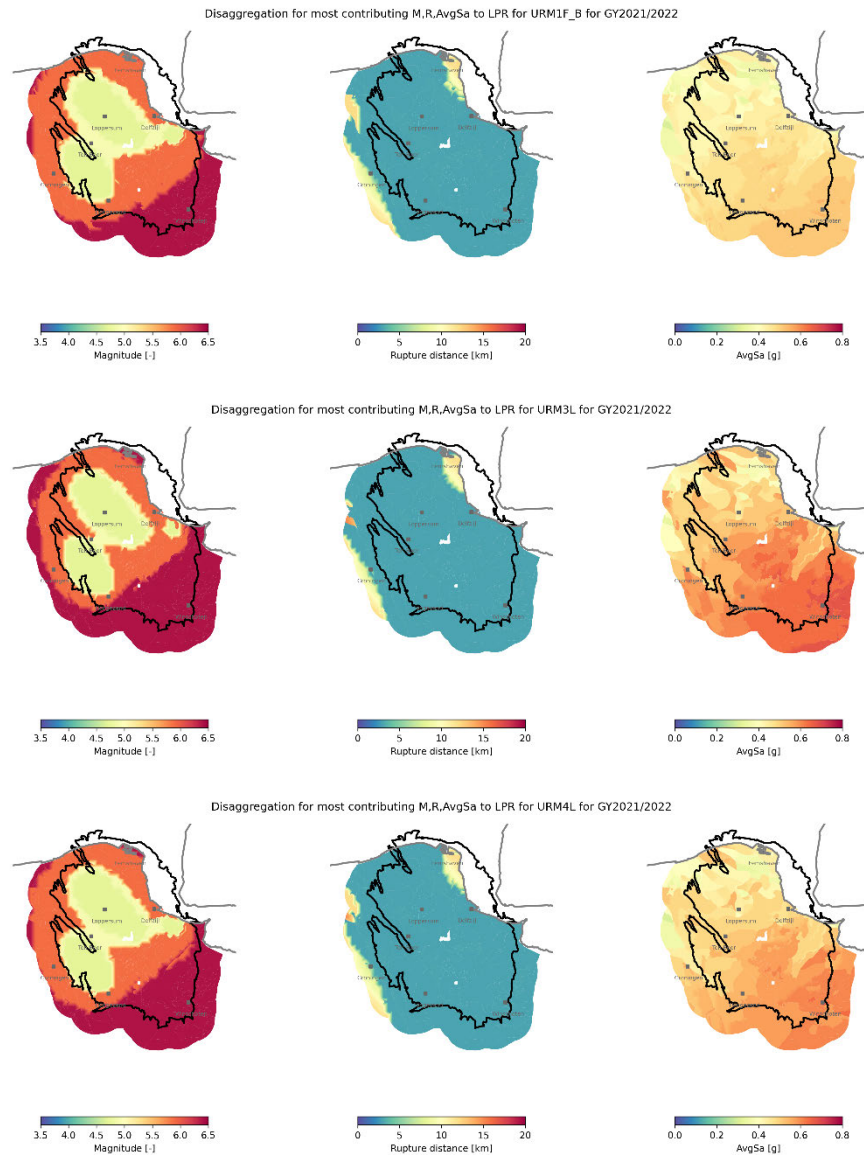 Disaggregation for most contributing M,R,AvgSa to LPR for URM1F_B for GY2021/2022
Loppersum
Delfzijl
Groningen
3.5 4.0 4.5 5.0 5.5 6.0 6.5
Magnitude [-]
0 5 10 15 20
Rupture distance [km]
0.0 0.2 0.4 0.6 0.8
AvgSa [g]
Disaggregation for most contributing M,R,AvgSa to LPR for URM3L for GY2021/2022
Loppersum
Delfzijl
Groningen
3.5 4.0 4.5 5.0 5.5 6.0 6.5
Magnitude [-]
0 5 10 15 20
Rupture distance [km]
0.0 0.2 0.4 0.6 0.8
AvgSa [g]
Disaggregation for most contributing M,R,AvgSa to LPR for URM4L for GY2021/2022
Loppersum
Delfzijl
Groningen
3.5 4.0 4.5 5.0 5.5 6.0 6.5
Magnitude [-]
0 5 10 15 20
Rupture distance [km]
0.0 0.2 0.4 0.6 0.8
AvgSa [g]